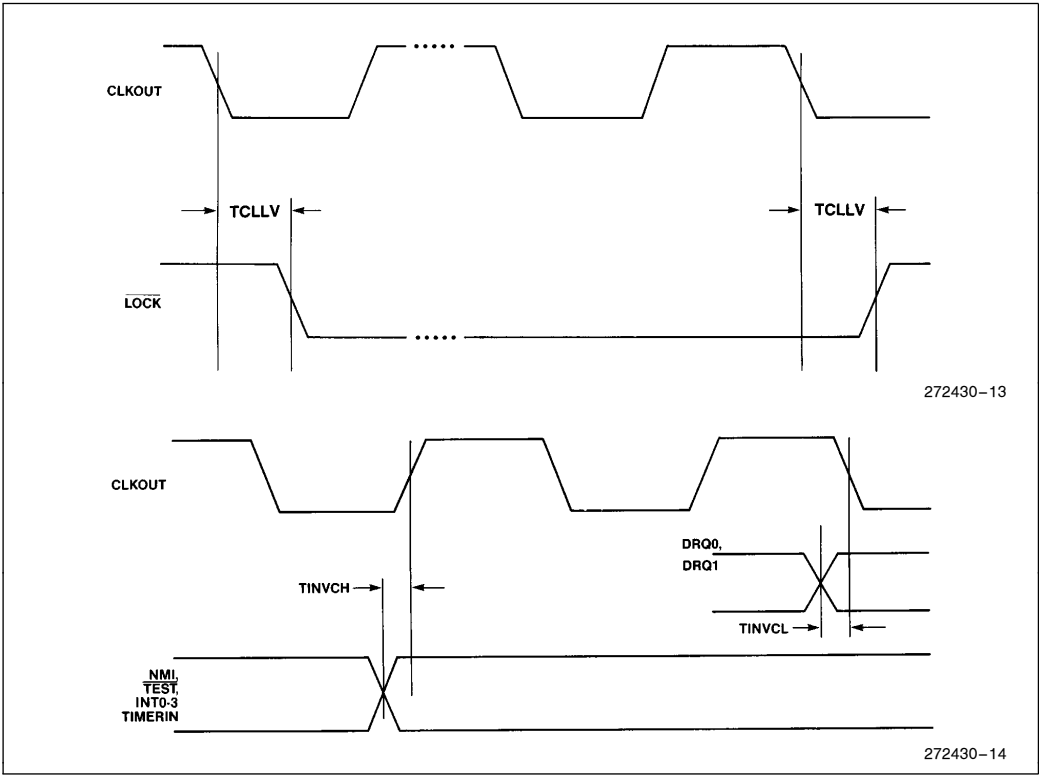 CLKOUT
TCLLV
TCLLV
LOCK
272430–13
CLKOUT
DRQ0,
DRQ1
TINVCH
TINVCL
NMI,
TEST,
INT0-3
TIMERIN
272430–14